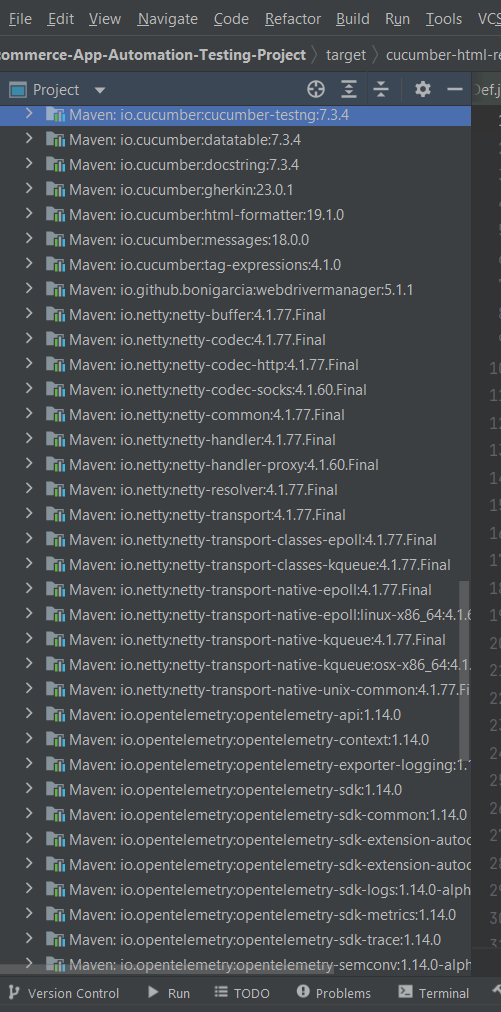 File Edit View Navigate Code Refactor Build Run Tools VCS
commerce-App-Automation-Testing-Project target cucumber-html-re
Project
Def.j
Maven: io.cucumber:cucumber-testng:7.3.4
Maven: io.cucumber:datatable:7.3.4
Maven: io.cucumber:docstring:7.3.4
Maven: io.cucumber:gherkin:23.0.1
Maven: io.cucumber:html-formatter:19.1.0
Maven: io.cucumber:messages:18.0.0
Maven: io.cucumber:tag-expressions:4.1.0
Maven: io.github.bonigarcia:webdrivermanager:5.1.1
Maven: io.netty:netty-buffer:4.1.77.Final
Maven: io.netty:netty-codec:4.1.77.Final
Maven: io.netty:netty-codec-http:4.1.77.Final
Maven: io.netty:netty-codec-socks:4.1.60.Final
Maven: io.netty:netty-common:4.1.77.Final
Maven: io.netty:netty-handler:4.1.77.Final
Maven: io.netty:netty-handler-proxy:4.1.60.Final
Maven: io.netty:netty-resolver:4.1.77.Final
Maven: io.netty:netty-transport:4.1.77.Final
Maven: io.netty:netty-transport-classes-epoll:4.1.77.Final
Maven: io.netty:netty-transport-classes-kqueue:4.1.77.Final
Maven: io.netty:netty-transport-native-epoll:4.1.77.Final
Maven: io.netty:netty-transport-native-epoll:linux-x86_64:4.1.6
Maven: io.netty:netty-transport-native-kqueue:4.1.77.Final
Maven: io.netty:netty-transport-native-kqueue:osx-x86_64:4.1.
Maven: io.netty:netty-transport-native-unix-common:4.1.77.Fi
Maven: io.opentelemetry:opentelemetry-api:1.14.0
Maven: io.opentelemetry:opentelemetry-context:1.14.0
Maven: io.opentelemetry:opentelemetry-exporter-logging:1.1
Maven: io.opentelemetry:opentelemetry-sdk:1.14.0
Maven: io.opentelemetry:opentelemetry-sdk-common:1.14.0
Maven: io.opentelemetry:opentelemetry-sdk-extension-autoc
Maven: io.opentelemetry:opentelemetry-sdk-extension-autoc
Maven: io.opentelemetry:opentelemetry-sdk-logs:1.14.0-alph
Maven: io.opentelemetry:opentelemetry-sdk-metrics:1.14.0
Maven: io.opentelemetry:opentelemetry-sdk-trace:1.14.0
Maven: io.opentelemetry:opentelemetry-semconv:1.14.0-alph
Version Control Run TODO Problems Terminal